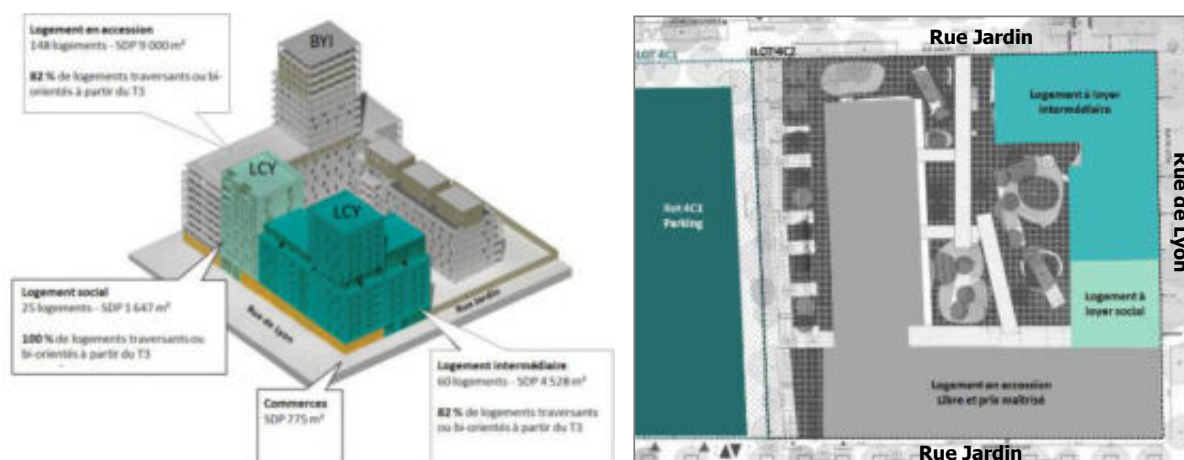 Logement en accession
148 logements - SDP 9 000 m²
82 % de logements traversants ou bi-
orientés à partir du T3
BYI
LCY
LCY
Logement social
25 logements - SDP 1 647 m²
100 % de logements traversants ou
bi-orientés à partir du T3
Rue de Lyon
Rue Jardin
Commerces
SDP 775 m²
Logement intermédiaire
60 logements - SDP 4 528 m²
82 % de logements traversants
ou bi-orientés à partir du T3
Rue Jardin
ILOT 4C1
ILOT 4C2
Logement à loyer
intermédiaire
Rue de Lyon
Ilot 4C1
Parking
Logement à
loyer social
Logement en accession
Libre et prix maîtrisé
Rue Jardin